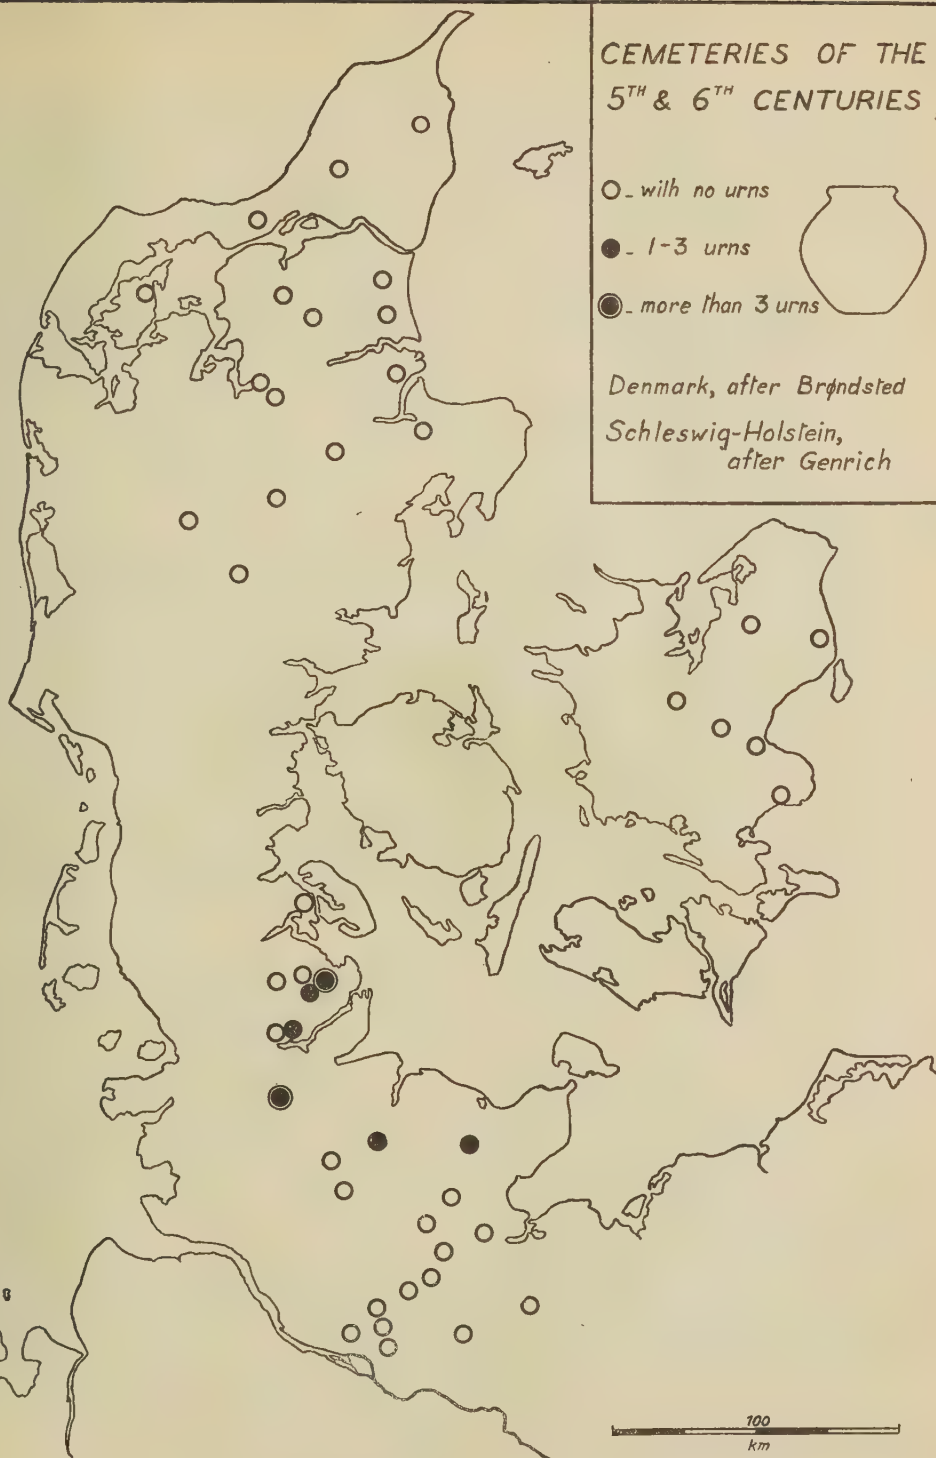 CEMETERIES OF THE
5TH & 6TH CENTURIES
- with no urns
- 1-3 urns
- more than 3 urns
Denmark, after Brøndsted
Schleswig-Holstein,
after Genrich
100
km